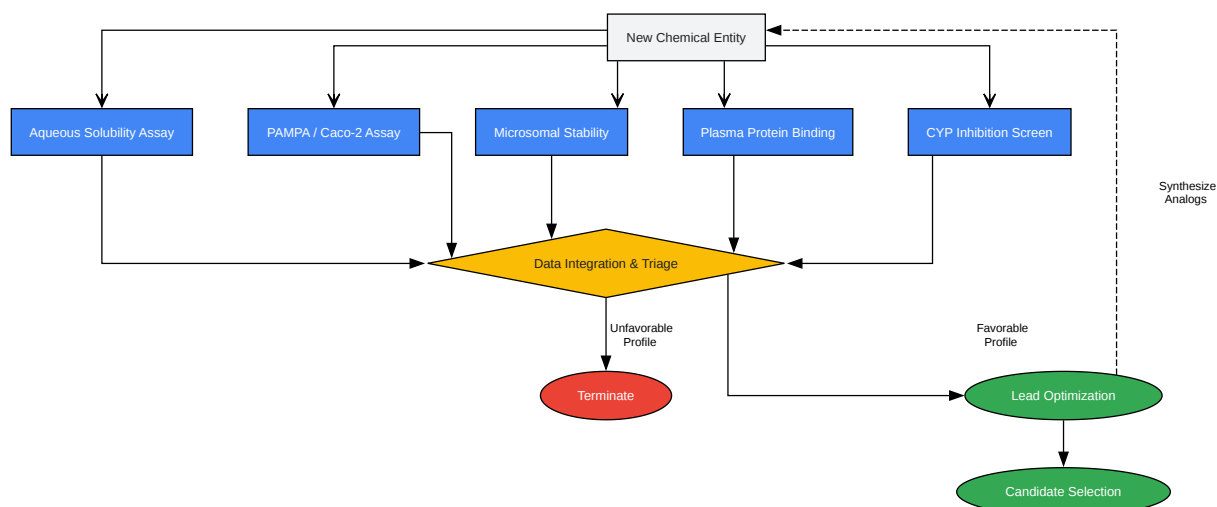 New Chemical Entity
Aqueous Solubility Assay
PAMPA / Caco-2 Assay
Microsomal Stability
Plasma Protein Binding
CYP Inhibition Screen
Synthesize
Analogs
Data Integration & Triage
Unfavorable
Profile
Favorable
Profile
Terminate
Lead Optimization
Candidate Selection